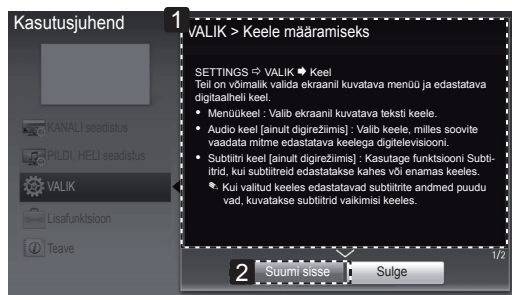 Kasutusjuhend
KANALI seadistus
PILDI, HELI seadistus
VALIK
Lisafunktsioon
Teave
1
VALIK > Keele määramiseks
SETTINGS ⇨ VALIK 🠺 Keel
Teil on võimalik valida ekraanil kuvatava menüü ja edastatava
digitaalheli keel.
• Menüükeel : Valib ekraanil kuvatava teksti keele.
• Audio keel [ainult digirežiimis] : Valib keele, milles soovite
vaadata mitme edastatava keelega digitelevisiooni.
• Subtiitri keel [ainult digirežiimis] : Kasutage funktsiooni Subti-
itrid, kui subtiitreid edastatakse kahes või enamas keeles.
✎ Kui valitud keeles edastatavad subtiitrite andmed puudu
vad, kuvatakse subtiitrid vaikimisi keeles.
1/2
2
Suumi sisse
Sulge